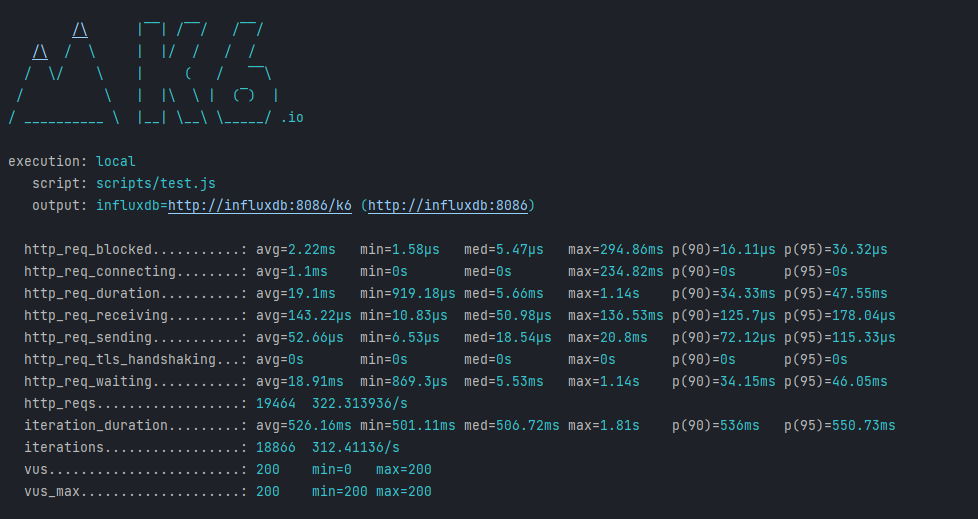 /\      |‾‾| /‾‾/   /‾‾/
/\  /  \     |  |/  /   /  /
/  \/    \    |     (   /   ‾‾\
/          \   |  |\  \ |  (‾)  |
/ __________ \  |__| \__\ \_____/ .io
execution: local
script: scripts/test.js
output: influxdb=http://influxdb:8086/k6 (http://influxdb:8086)
http_req_blocked...........: avg=2.22ms   min=1.58µs   med=5.47µs   max=294.86ms p(90)=16.11µs p(95)=36.32µs
http_req_connecting........: avg=1.1ms    min=0s       med=0s       max=234.82ms p(90)=0s      p(95)=0s
http_req_duration..........: avg=19.1ms   min=919.18µs med=5.66ms   max=1.14s    p(90)=34.33ms p(95)=47.55ms
http_req_receiving.........: avg=143.22µs min=10.83µs  med=50.98µs  max=136.53ms p(90)=125.7µs p(95)=178.04µs
http_req_sending...........: avg=52.66µs  min=6.53µs   med=18.54µs  max=20.8ms   p(90)=72.12µs p(95)=115.33µs
http_req_tls_handshaking...: avg=0s       min=0s       med=0s       max=0s       p(90)=0s      p(95)=0s
http_req_waiting...........: avg=18.91ms  min=869.3µs  med=5.53ms   max=1.14s    p(90)=34.15ms p(95)=46.05ms
http_reqs..................: 19464  322.313936/s
iteration_duration.........: avg=526.16ms min=501.11ms med=506.72ms max=1.81s    p(90)=536ms   p(95)=550.73ms
iterations.................: 18866  312.41136/s
vus........................: 200    min=0   max=200
vus_max....................: 200    min=200 max=200